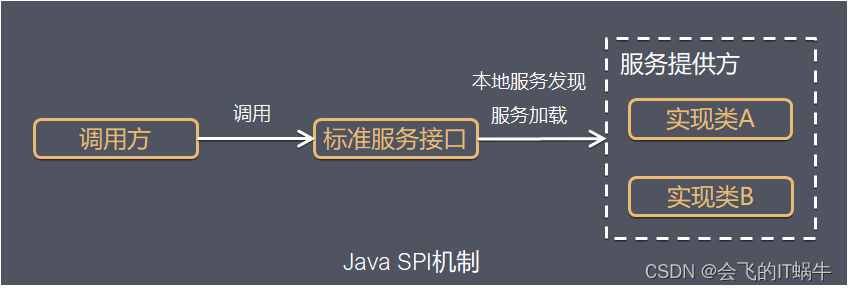 调用方
调用
标准服务接口
本地服务发现
服务加载
服务提供方
实现类A
实现类B
Java SPI机制
CSDN @会飞的IT蜗牛